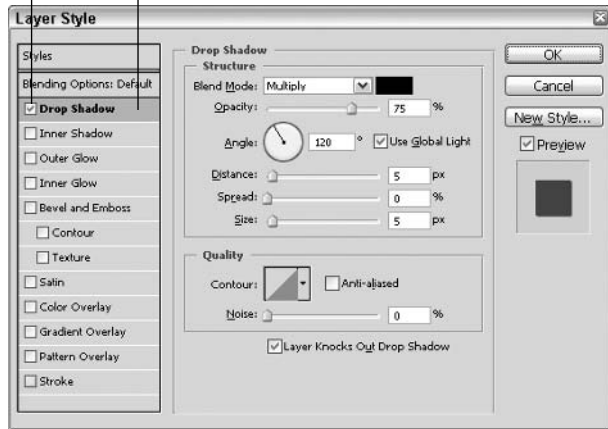 Layer Style
Styles
Blending Options: Default
Drop Shadow
Inner Shadow
Outer Glow
Inner Glow
Bevel and Emboss
Contour
Texture
Satin
Color Overlay
Gradient Overlay
Pattern Overlay
Stroke
Drop Shadow
Structure
Blend Mode: Multiply
Opacity: 75 %
Angle: 120 ° Use Global Light
Distance: 5 px
Spread: 0 %
Size: 5 px
Quality
Contour: Anti-aliased
Noise: 0 %
Layer Knocks Out Drop Shadow
OK
Cancel
New Style...
Preview